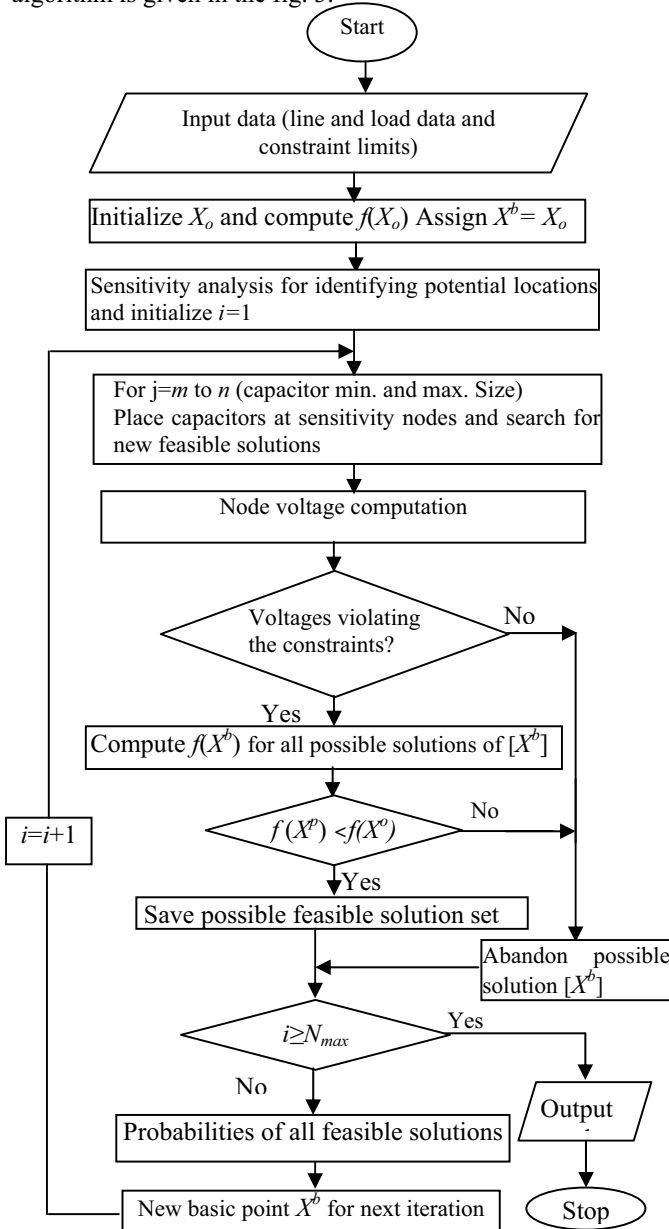 algorithm is given in the fig. 3.
Start
Input data (line and load data and
constraint limits)
Initialize Xo and compute f(Xo) Assign X^b= Xo
Sensitivity analysis for identifying potential locations
and initialize i=1
For j=m to n (capacitor min. and max. Size)
Place capacitors at sensitivity nodes and search for
new feasible solutions
Node voltage computation
Voltages violating
the constraints?
No
Yes
Compute f(X^b) for all possible solutions of [X^b]
f (X^p) <f(X^o)
No
i=i+1
Yes
Save possible feasible solution set
Abandon possible
solution [X^b]
i≥Nmax
Yes
No
Output
Probabilities of all feasible solutions
New basic point X^b for next iteration
Stop